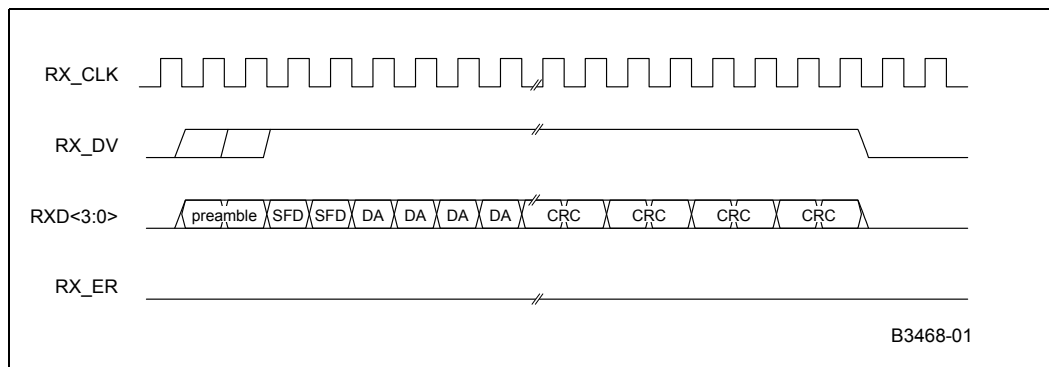 RX_CLK
RX_DV
RXD<3:0> preamble SFD SFD DA DA DA DA CRC CRC CRC CRC
RX_ER
B3468-01